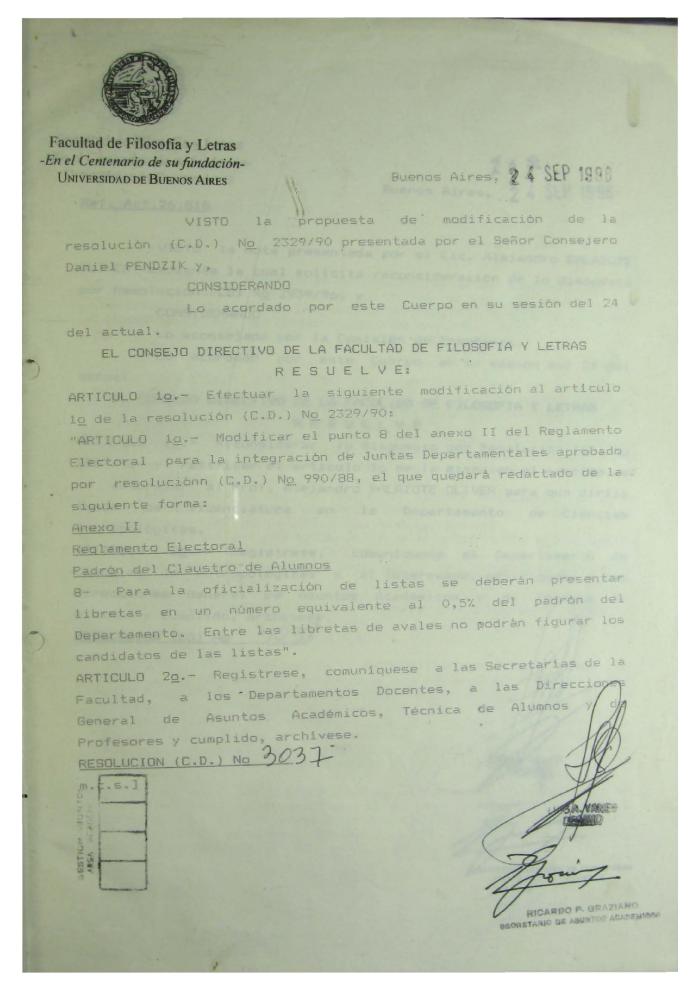 Facultad de Filosofía y Letras
-En el Centenario de su fundación-
UNIVERSIDAD DE BUENOS AIRES
Buenos Aires, 24 SEP 1996
VISTO la propuesta de modificación de la
resolución (C.D.) No 2329/90 presentada por el Señor Consejero
Daniel PENDZIK y,
CONSIDERANDO
Lo acordado por este Cuerpo en su sesión del 24
del actual.
EL CONSEJO DIRECTIVO DE LA FACULTAD DE FILOSOFIA Y LETRAS
R E S U E L V E:
ARTICULO 1o.- Efectuar la siguiente modificación al artículo
1o de la resolución (C.D.) No 2329/90:
"ARTICULO 1o.- Modificar el punto 8 del anexo II del Reglamento
Electoral para la integración de Juntas Departamentales aprobado
por resolución (C.D.) No 990/88, el que quedará redactado de la
siguiente forma:
Anexo II
Reglamento Electoral
Padrón del Claustro de Alumnos
8- Para la oficialización de listas se deberán presentar
libretas en un número equivalente al 0,5% del padrón del
Departamento. Entre las libretas de avales no podrán figurar los
candidatos de las listas".
ARTICULO 2o.- Regístrese, comuníquese a las Secretarías de la
Facultad, a los Departamentos Docentes, a las Direcciones
General de Asuntos Académicos, Técnica de Alumnos y de
Profesores y cumplido, archívese.
RESOLUCION (C.D.) No 3037
m.c.s.]
DECANO
RICARDO P. GRAZIANO
SECRETARIO DE ASUNTOS ACADEMICOS